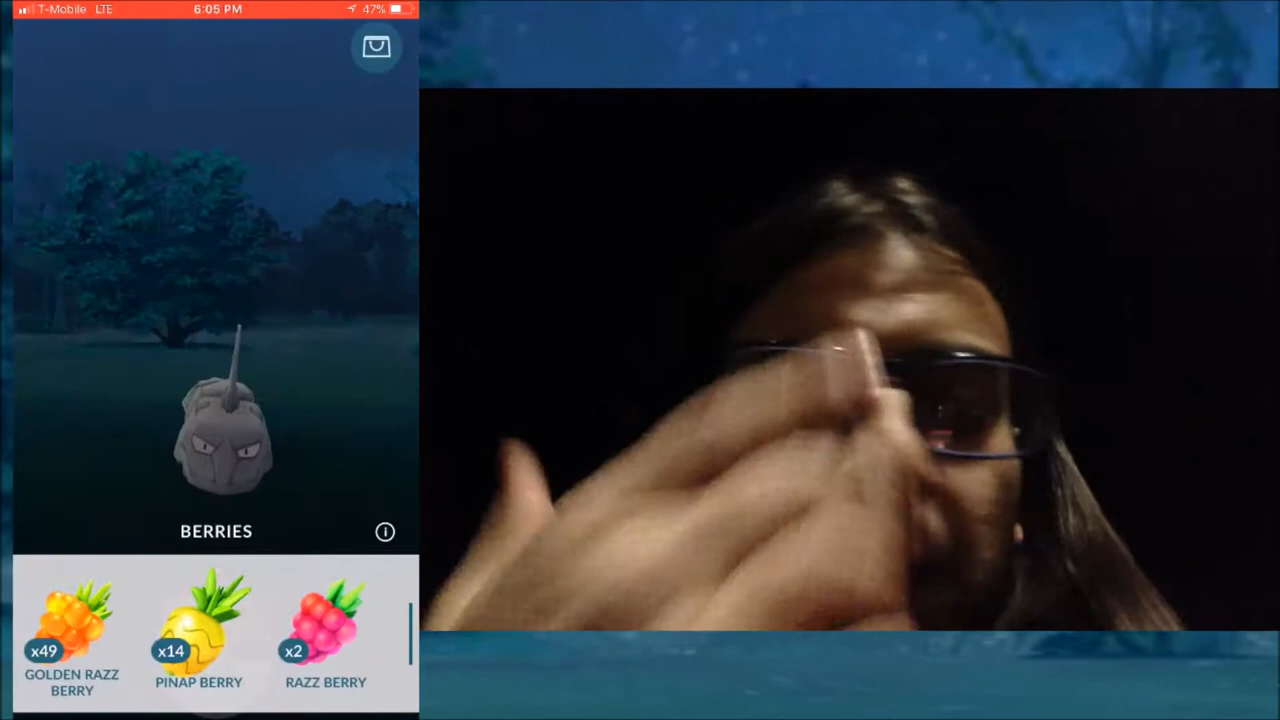 T-Mobile LTE 6:05 PM 47%
BERRIES
x49 x14 x2
GOLDEN RAZZ BERRY PINAP BERRY RAZZ BERRY